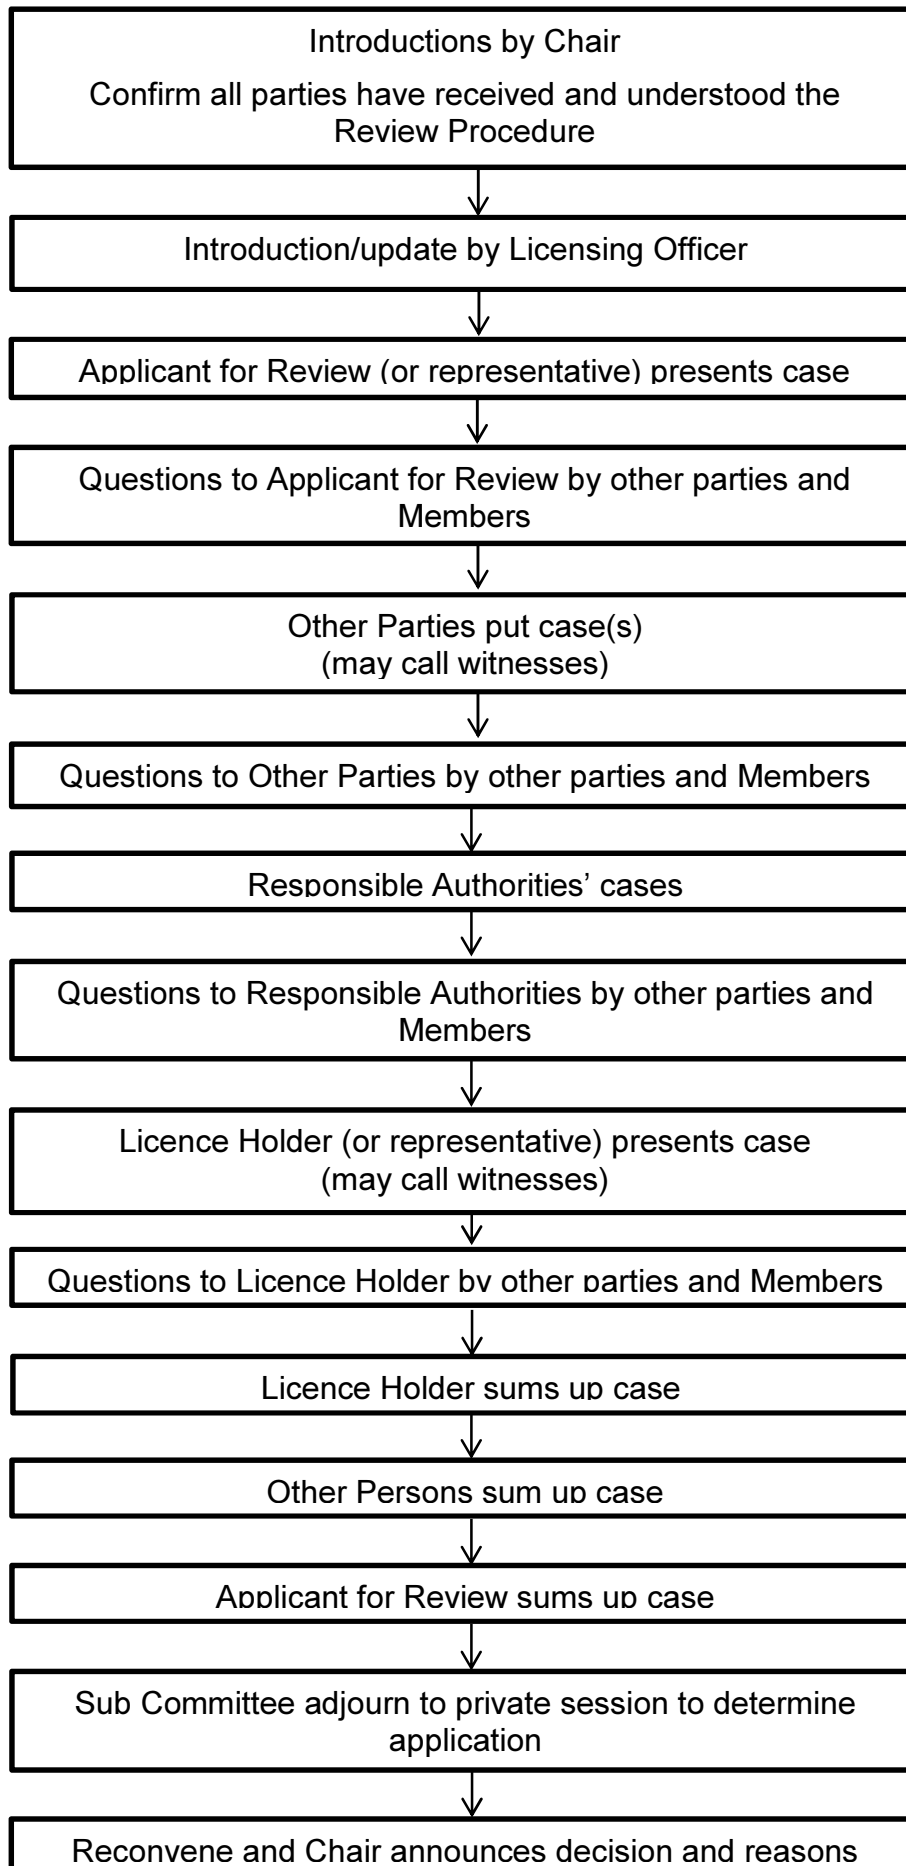 Introductions by Chair
Confirm all parties have received and understood the
Review Procedure
Introduction/update by Licensing Officer
Applicant for Review (or representative) presents case
Questions to Applicant for Review by other parties and
Members
Other Parties put case(s)
(may call witnesses)
Questions to Other Parties by other parties and Members
Responsible Authorities’ cases
Questions to Responsible Authorities by other parties and
Members
Licence Holder (or representative) presents case
(may call witnesses)
Questions to Licence Holder by other parties and Members
Licence Holder sums up case
Other Persons sum up case
Applicant for Review sums up case
Sub Committee adjourn to private session to determine
application
Reconvene and Chair announces decision and reasons